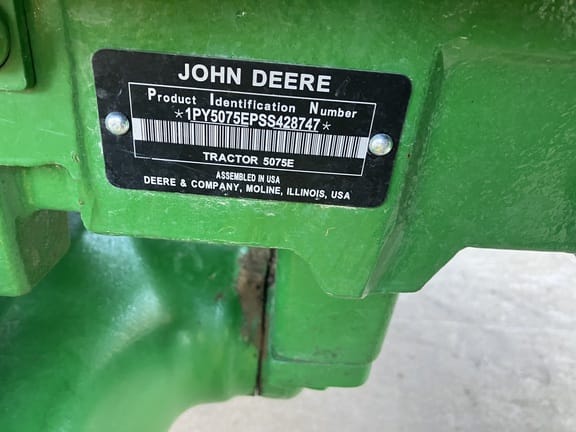 JOHN DEERE
Product Identification Number
*1PY5075EPSS428747*
TRACTOR 5075E
ASSEMBLED IN USA
DEERE & COMPANY, MOLINE, ILLINOIS, USA